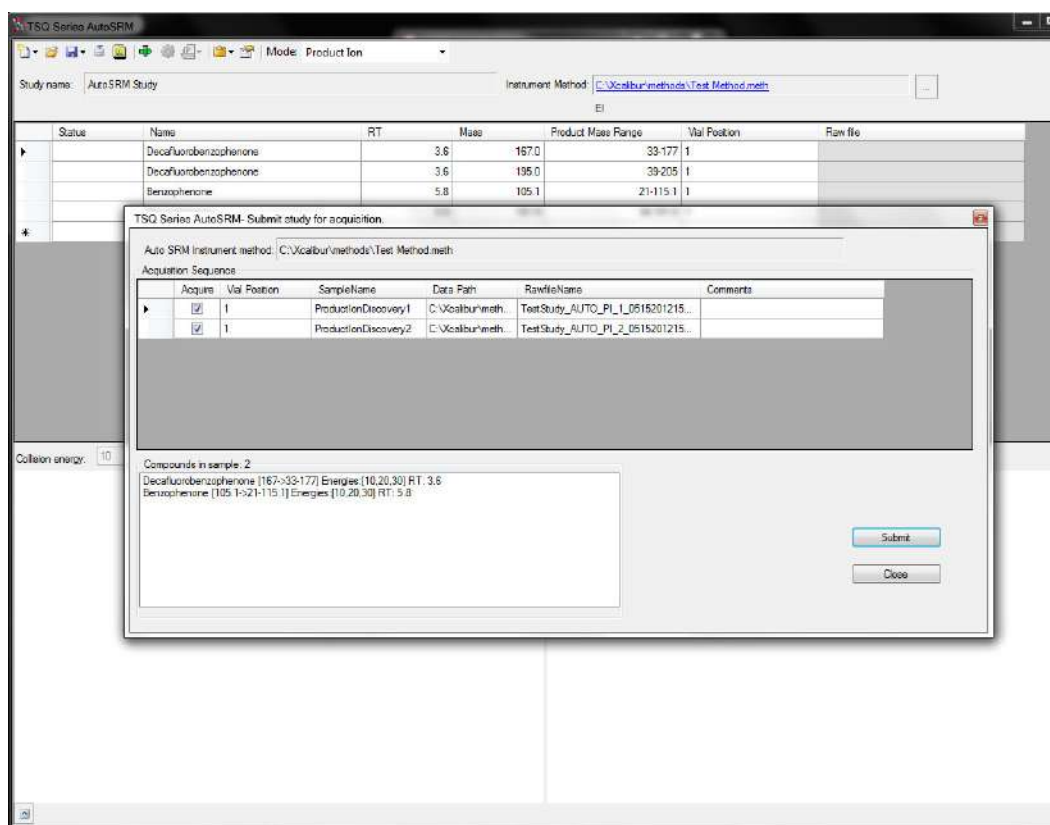 TSQ Series AutoSRM
Mode: Product Ion
Study name: AutoSRM Study Instrument Method: C:\Xcalibur\methods\Test Method.meth ...
EI
Status Name RT Mass Product Mass Range Vial Position Raw file
Decafluorobenzophenone 3.6 167.0 33-177 1
Decafluorobenzophenone 3.6 195.0 39-205 1
Benzophenone 5.8 105.1 21-115.1 1
TSQ Series AutoSRM- Submit study for acquisition.
Auto SRM Instrument method: C:\Xcalibur\methods\Test Method.meth
Acquisition Sequence
Acquire Vial Position SampleName Data Path RawfileName Comments
1 ProductIonDiscovery1 C:\Xcalibur\meth... TestStudy_AUTO_PI_1_0515201215...
1 ProductIonDiscovery2 C:\Xcalibur\meth... TestStudy_AUTO_PI_2_0515201215...
Collision energy: 10
Compounds in sample: 2
Decafluorobenzophenone [167->33-177] Energies:[10,20,30] RT: 3.6
Benzophenone [105.1->21-115.1] Energies:[10,20,30] RT: 5.8
Submit
Close